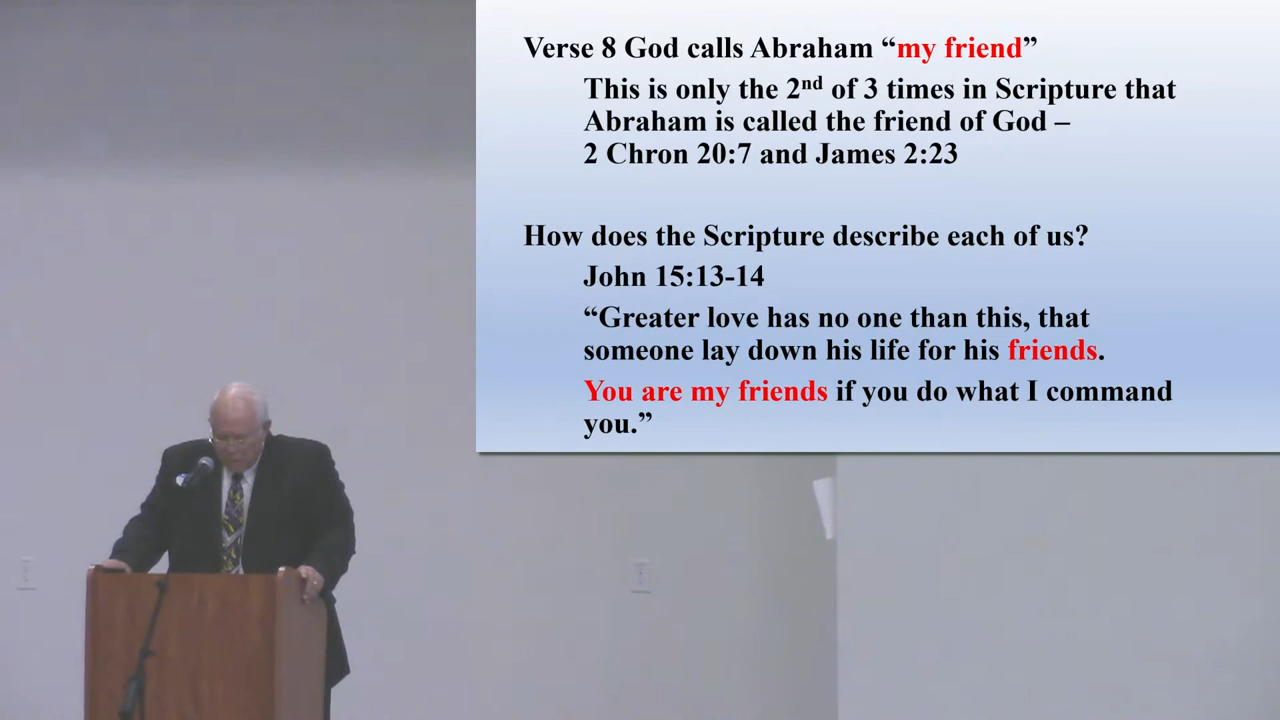 Verse 8 God calls Abraham “my friend”
This is only the 2nd of 3 times in Scripture that
Abraham is called the friend of God –
2 Chron 20:7 and James 2:23
How does the Scripture describe each of us?
John 15:13-14
“Greater love has no one than this, that
someone lay down his life for his friends.
You are my friends if you do what I command
you.”